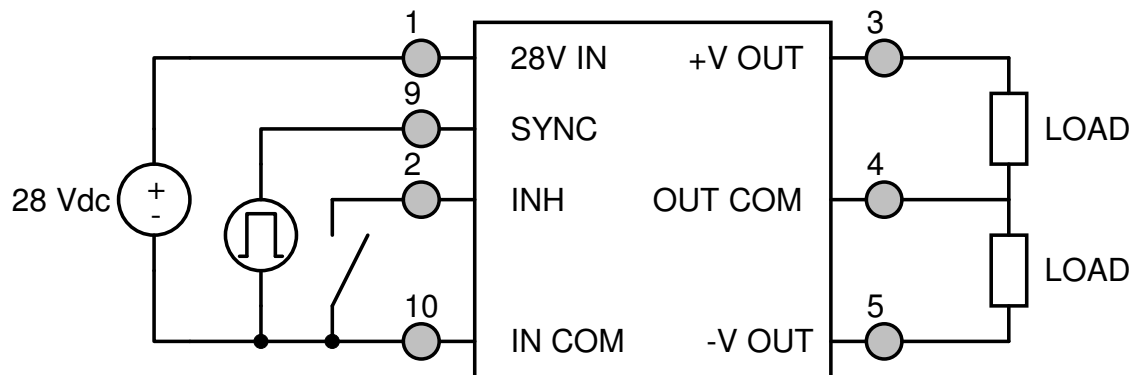 1
28V IN
+V OUT
3
9
SYNC
LOAD
2
28 Vdc
+
-
INH
OUT COM
4
LOAD
10
IN COM
-V OUT
5